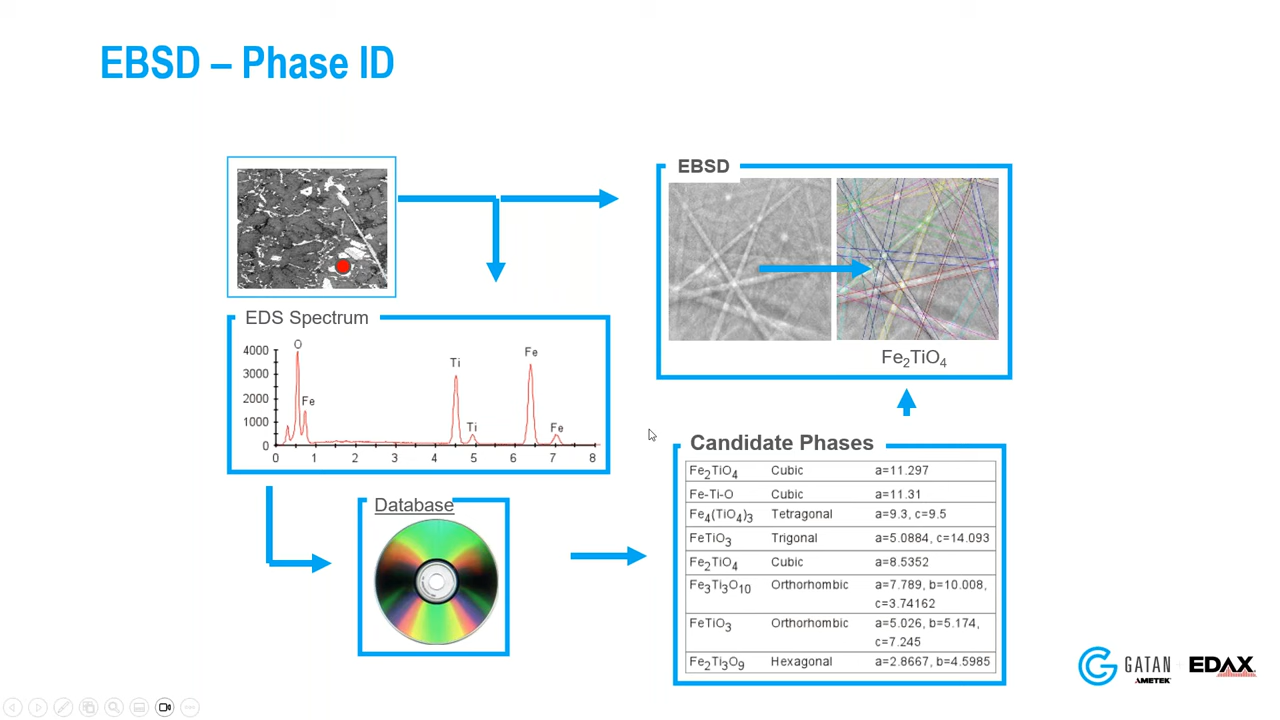 EBSD – Phase ID
EBSD
Fe2TiO4
EDS Spectrum
4000
3000
2000
1000
0
O
Fe
Ti
Ti
Fe
Fe
0 1 2 3 4 5 6 7 8
Database
Candidate Phases
Fe2TiO4 Cubic a=11.297
Fe-Ti-O Cubic a=11.31
Fe4(TiO4)3 Tetragonal a=9.3, c=9.5
FeTiO3 Trigonal a=5.0884, c=14.093
Fe2TiO4 Cubic a=8.5352
Fe3Ti3O10 Orthorhombic a=7.789, b=10.008,
c=3.74162
FeTiO3 Orthorhombic a=5.026, b=5.174,
c=7.245
Fe2Ti3O9 Hexagonal a=2.8667, b=4.5985
GATAN
AMETEK
EDAX